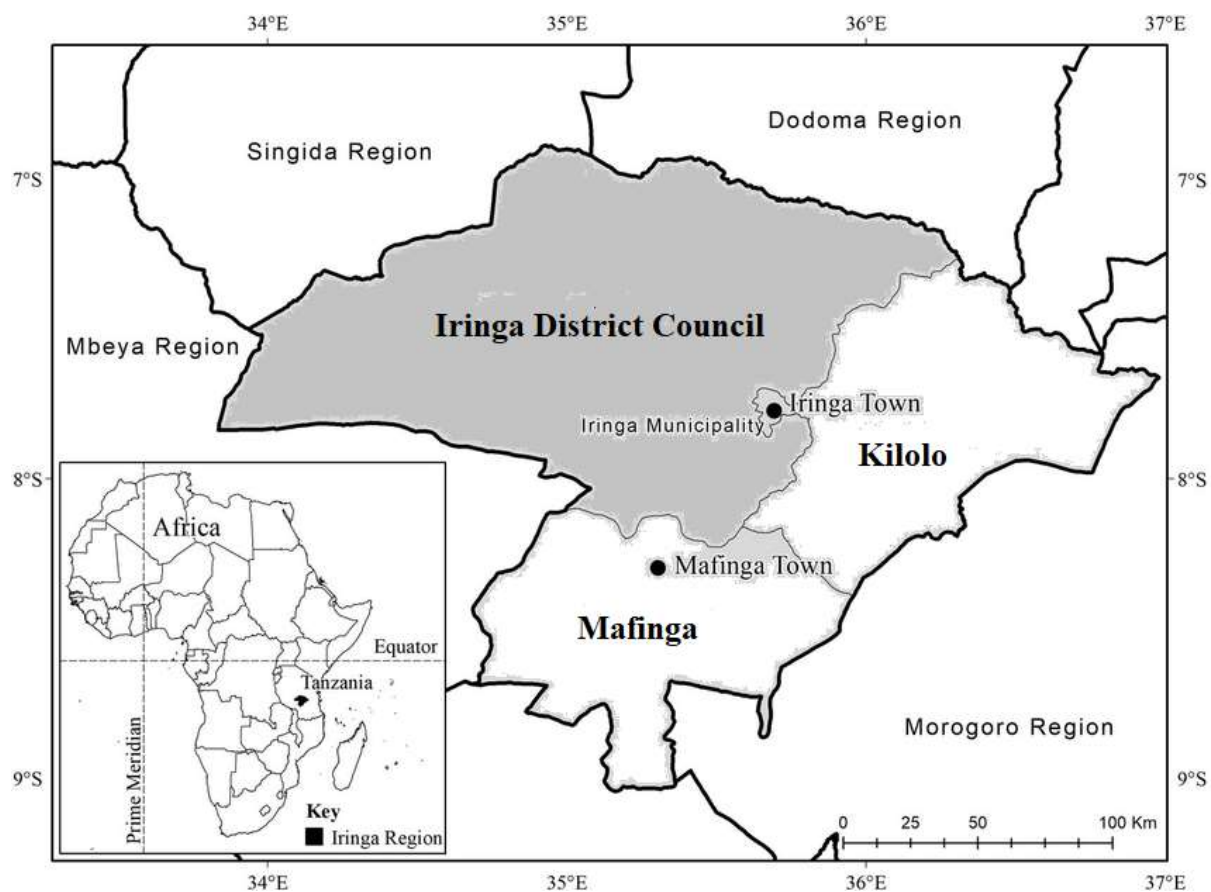 34°E 35°E 36°E 37°E
Dodoma Region
Singida Region
7°S 7°S
Iringa District Council
Mbeya Region
Iringa Town
Iringa Municipality
Kilolo
8°S 8°S
Africa
Mafinga Town
Mafinga
Equator
Tanzania
Morogoro Region
Prime Meridian
9°S 9°S
Key
Iringa Region
0 25 50 100 Km
34°E 35°E 36°E 37°E